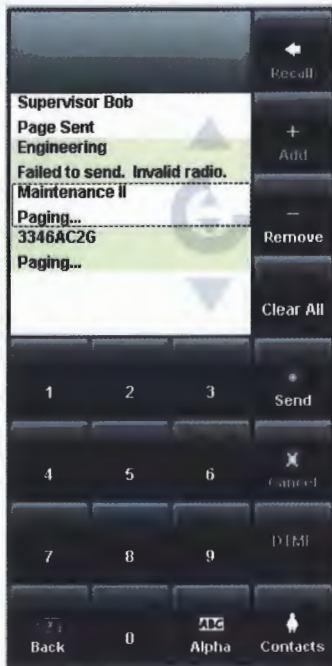 Recall
Supervisor Bob
Page Sent
Engineering
Failed to send. Invalid radio.
Maintenance II
Paging...
3346AC2G
Paging...
Add
Remove
Clear All
1 2 3 Send
4 5 6 Cancel
7 8 9 DTMF
Back 0 ABC Alpha Contacts